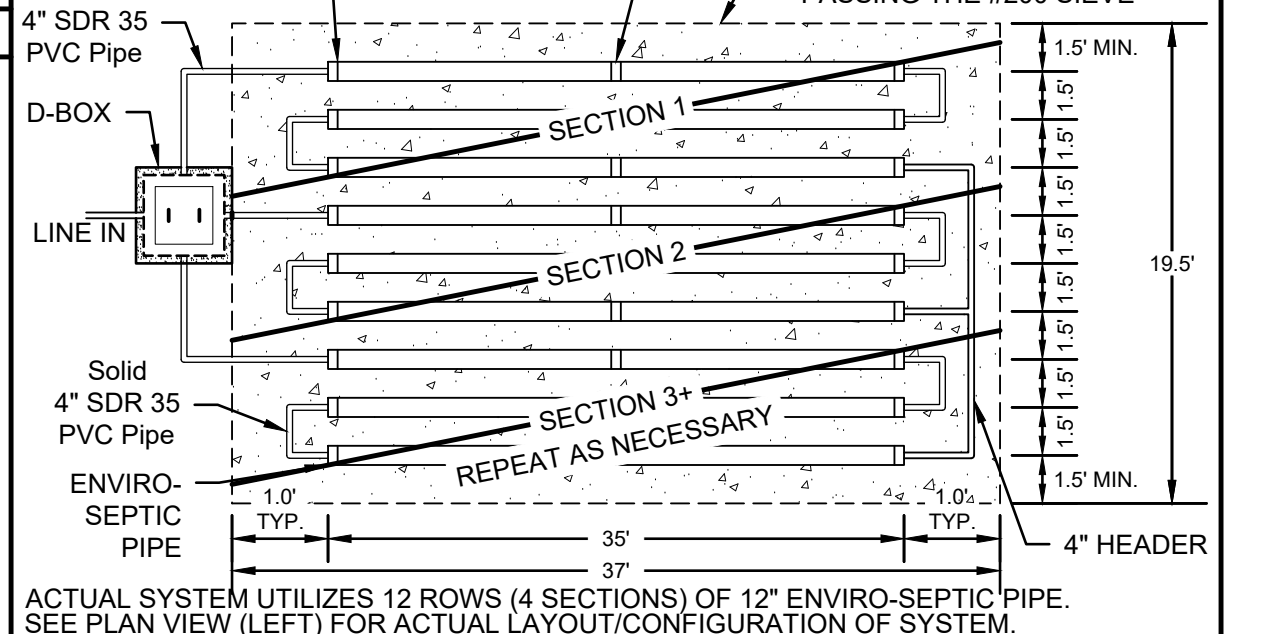 PASSING THE #200 SIEVE
4" SDR 35
PVC Pipe
D-BOX
LINE IN
Solid
4" SDR 35
PVC Pipe
ENVIRO-
SEPTIC
PIPE
SECTION 1
SECTION 2
SECTION 3+
REPEAT AS NECESSARY
1.5' MIN.
1.5'
1.5'
1.5'
1.5'
1.5'
1.5'
1.5'
1.5'
1.5' MIN.
19.5'
1.0'
TYP.
35'
1.0'
TYP.
37'
4" HEADER
ACTUAL SYSTEM UTILIZES 12 ROWS (4 SECTIONS) OF 12" ENVIRO-SEPTIC PIPE.
SEE PLAN VIEW (LEFT) FOR ACTUAL LAYOUT/CONFIGURATION OF SYSTEM.